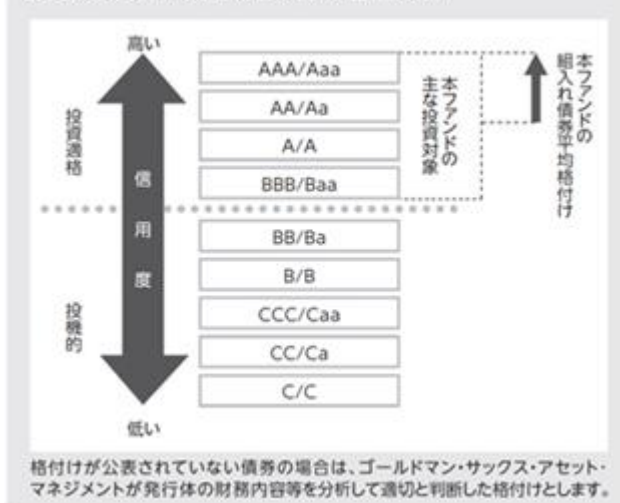 高い
AAA/Aaa
AA/Aa
A/A
BBB/Baa
BB/Ba
B/B
CCC/Caa
CC/Ca
C/C
低い
投資適格
信用度
投機的
本ファンドの
主な投資対象
本ファンドの
組入れ債券平均格付け
格付けが公表されていない債券の場合は、ゴールドマン・サックス・アセット・
マネジメントが発行体の財務内容等を分析して適切と判断した格付けとします。